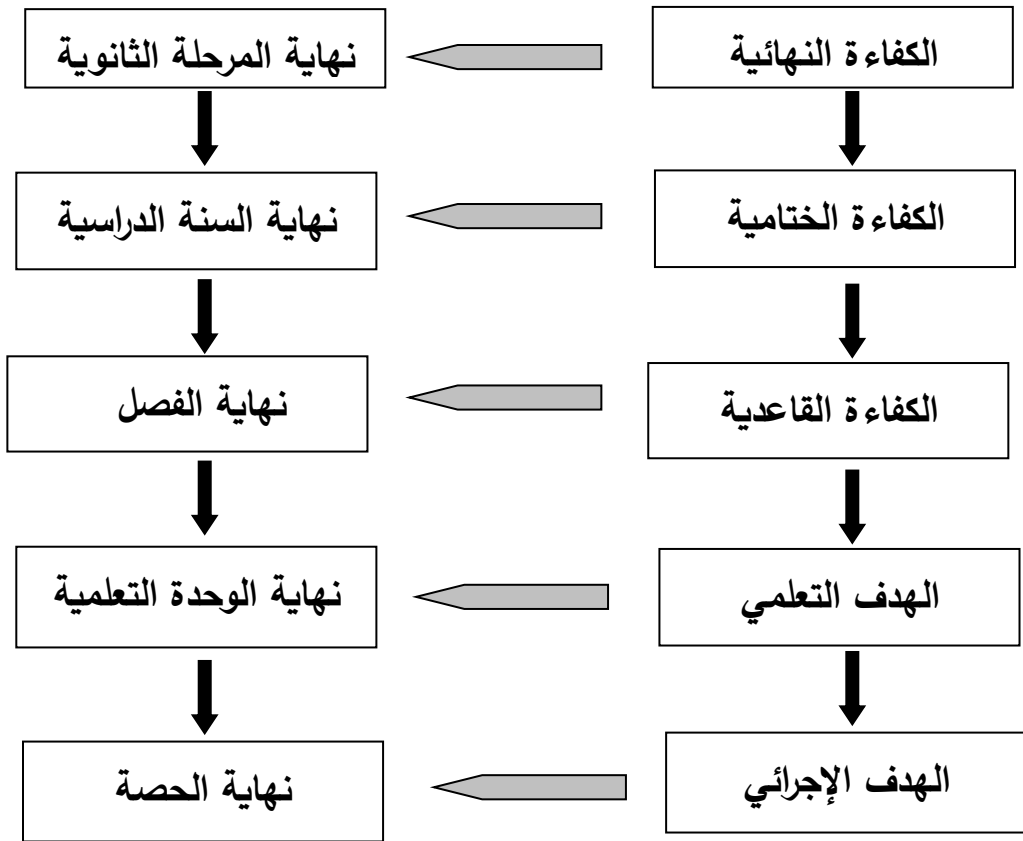 الكفاءة النهائية
نهاية المرحلة الثانوية
الكفاءة الختامية
نهاية السنة الدراسية
الكفاءة القاعدية
نهاية الفصل
الهدف التعلمي
نهاية الوحدة التعلمية
الهدف الإجرائي
نهاية الحصة